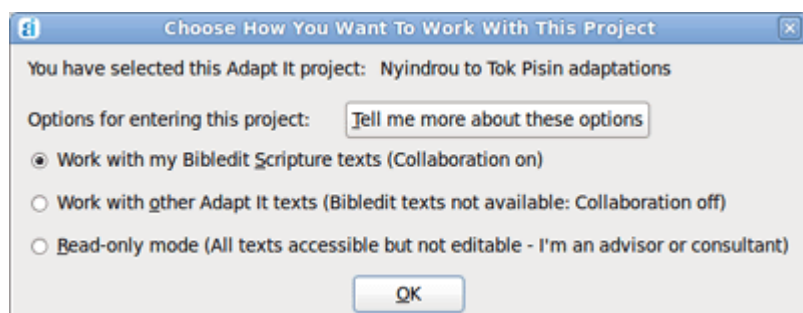 Choose How You Want To Work With This Project
You have selected this Adapt It project: Nyindrou to Tok Pisin adaptations
Options for entering this project: Tell me more about these options
Work with my Bibledit Scripture texts (Collaboration on)
Work with other Adapt It texts (Bibledit texts not available: Collaboration off)
Read-only mode (All texts accessible but not editable - I'm an advisor or consultant)
OK